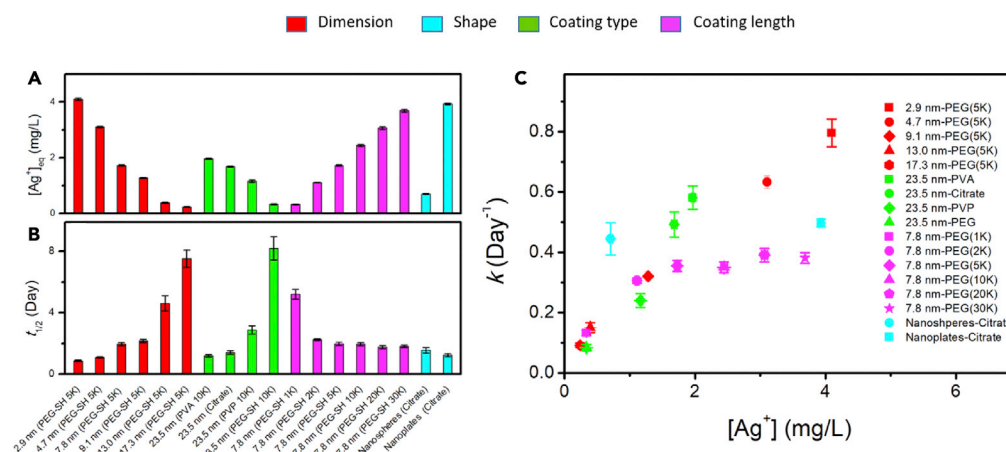 Dimension Shape Coating type Coating length
A
[Ag⁺]eq (mg/L)
4
2
0
B
t1/2 (Day)
8
4
0
2.9 nm (PEG-SH 5K)
4.7 nm (PEG-SH 5K)
7.8 nm (PEG-SH 5K)
9.1 nm (PEG-SH 5K)
13.0 nm (PEG-SH 5K)
17.3 nm (PEG-SH 5K)
23.5 nm (PVA 10K)
23.5 nm (Citrate)
23.5 nm (PVP 10K)
3.5 nm (PEG-SH 10K)
7.8 nm (PEG-SH 1K)
7.8 nm (PEG-SH 2K)
7.8 nm (PEG-SH 5K)
7.8 nm (PEG-SH 10K)
7.8 nm (PEG-SH 20K)
7.8 nm (PEG-SH 30K)
Nanospheres (Citrate)
Nanoplates (Citrate)
C
k (Day⁻¹)
0.8
0.6
0.4
0.2
0.0
0 2 4 6
[Ag⁺] (mg/L)
2.9 nm-PEG(5K)
4.7 nm-PEG(5K)
9.1 nm-PEG(5K)
13.0 nm-PEG(5K)
17.3 nm-PEG(5K)
23.5 nm-PVA
23.5 nm-Citrate
23.5 nm-PVP
23.5 nm-PEG
7.8 nm-PEG(1K)
7.8 nm-PEG(2K)
7.8 nm-PEG(5K)
7.8 nm-PEG(10K)
7.8 nm-PEG(20K)
7.8 nm-PEG(30K)
Nanoshperes-Citrat
Nanoplates-Citrate